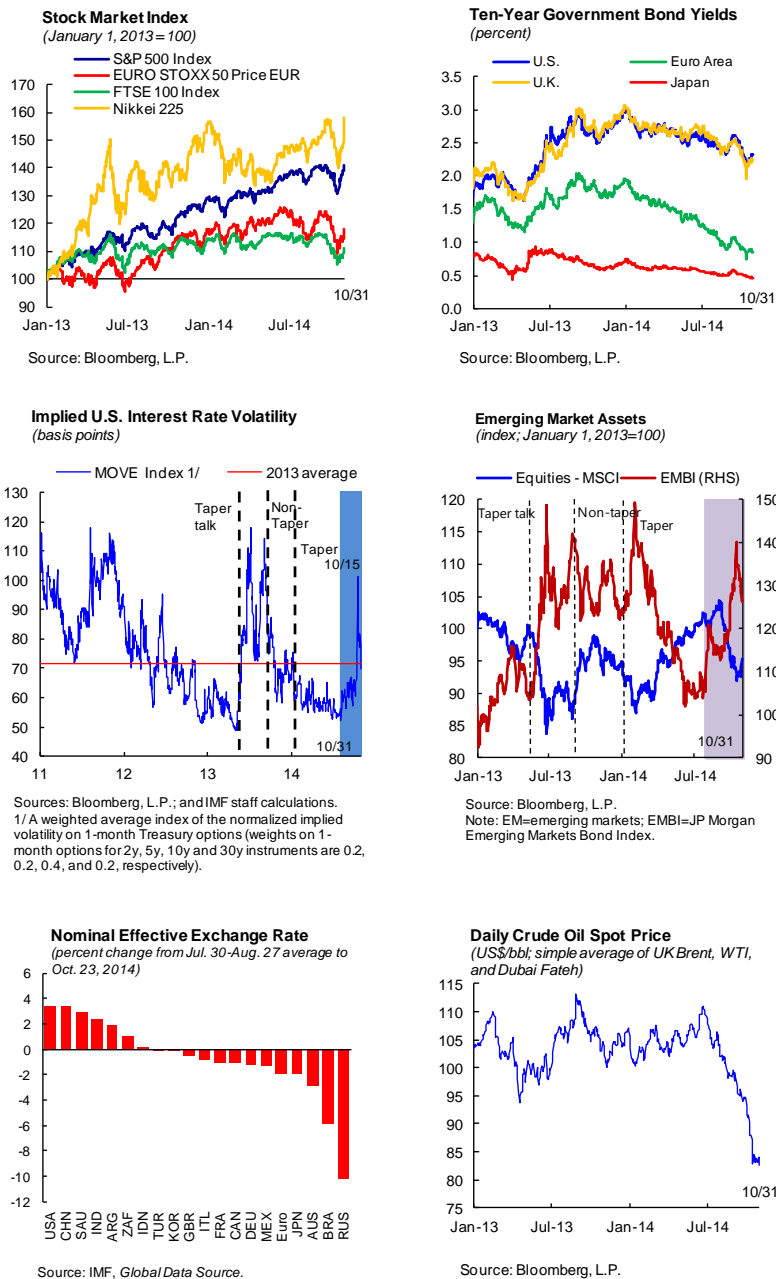 Stock Market Index
(January 1, 2013=100)
S&P 500 Index
EURO STOXX 50 Price EUR
FTSE 100 Index
Nikkei 225
170
160
150
140
130
120
110
100
90
10/31
Jan-13 Jul-13 Jan-14 Jul-14
Source: Bloomberg, L.P.
Ten-Year Government Bond Yields
(percent)
U.S. Euro Area
U.K. Japan
3.5
3.0
2.5
2.0
1.5
1.0
0.5
0.0
10/31
Jan-13 Jul-13 Jan-14 Jul-14
Source: Bloomberg, L.P.
Implied U.S. Interest Rate Volatility
(basis points)
MOVE Index 1/ 2013 average
130
120
110
100
90
80
70
60
50
40
Taper
talk
Non-
Taper
Taper
10/15
10/31
11 12 13 14
Sources: Bloomberg, L.P.; and IMF staff calculations.
1/ A weighted average index of the normalized implied
volatility on 1-month Treasury options (weights on 1-
month options for 2y, 5y, 10y and 30y instruments are 0.2,
0.2, 0.4, and 0.2, respectively).
Emerging Market Assets
(index; January 1, 2013=100)
Equities - MSCI EMBI (RHS)
120
115
110
105
100
95
90
85
80
Taper talk Non-taper
Taper
150
140
130
120
110
100
90
10/31
Jan-13 Jul-13 Jan-14 Jul-14
Source: Bloomberg, L.P.
Note: EM=emerging markets; EMBI=JP Morgan
Emerging Markets Bond Index.
Nominal Effective Exchange Rate
(percent change from Jul. 30-Aug. 27 average to
Oct. 23, 2014)
6
4
2
0
-2
-4
-6
-8
-10
-12
USA
CHN
SAU
IND
ARG
ZAF
IDN
TUR
KOR
GBR
ITL
FRA
CAN
DEU
MEX
Euro
JPN
AUS
BRA
RUS
Source: IMF, Global Data Source.
Daily Crude Oil Spot Price
(US$/bbl; simple average of UK Brent, WTI,
and Dubai Fateh)
115
110
105
100
95
90
85
80
75
10/31
Jan-13 Jul-13 Jan-14 Jul-14
Source: Bloomberg, L.P.